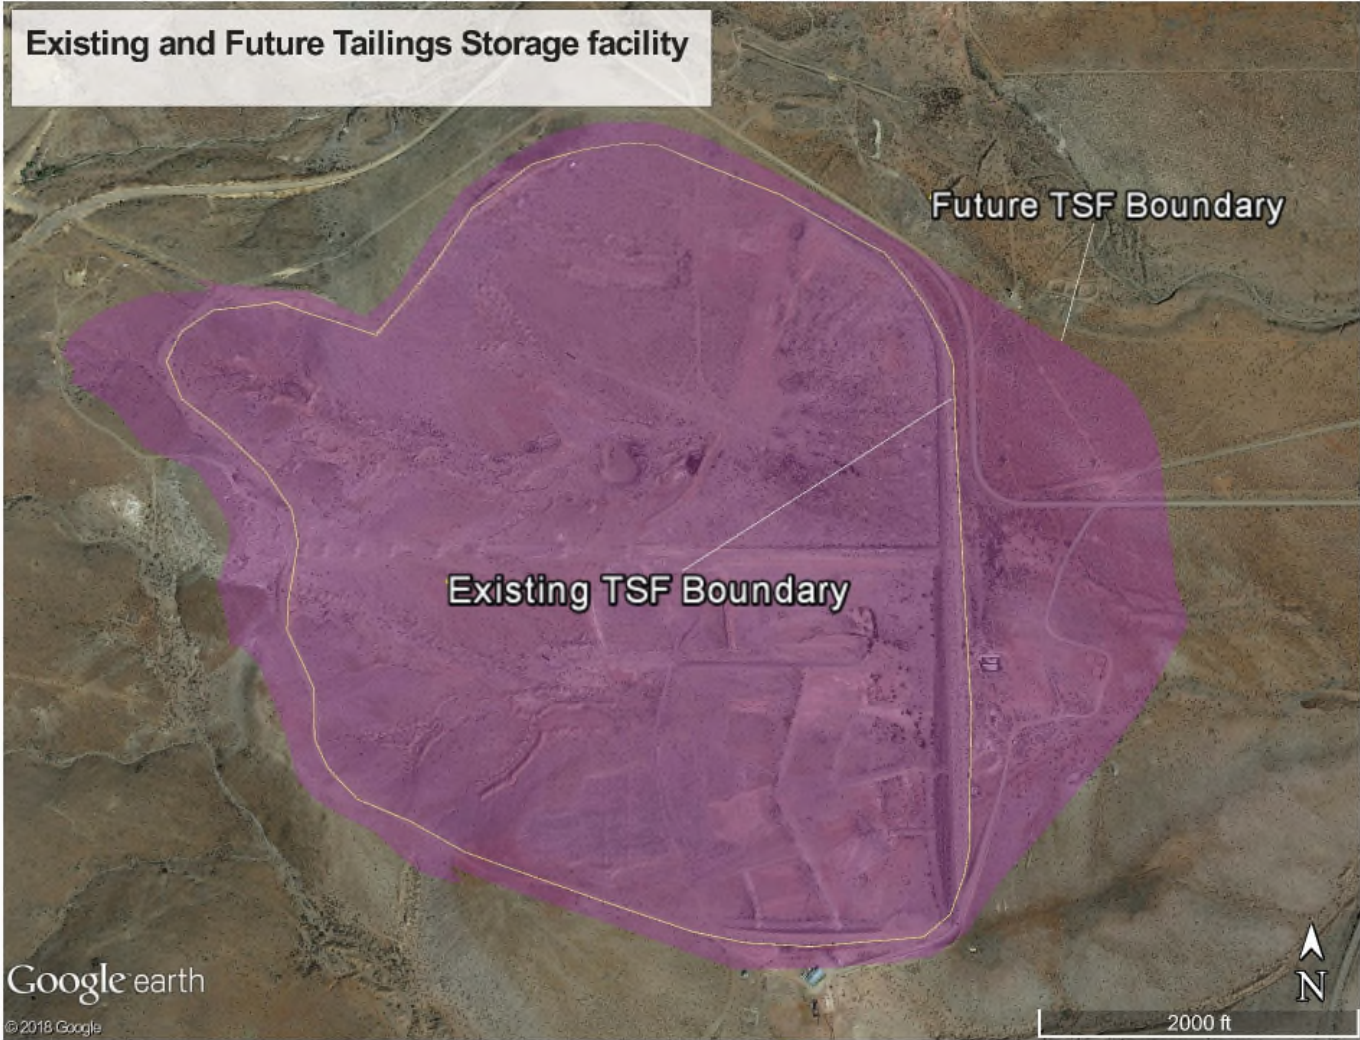 Existing and Future Tailings Storage facility
Future TSF Boundary
Existing TSF Boundary
Google earth
N
© 2018 Google
2000 ft